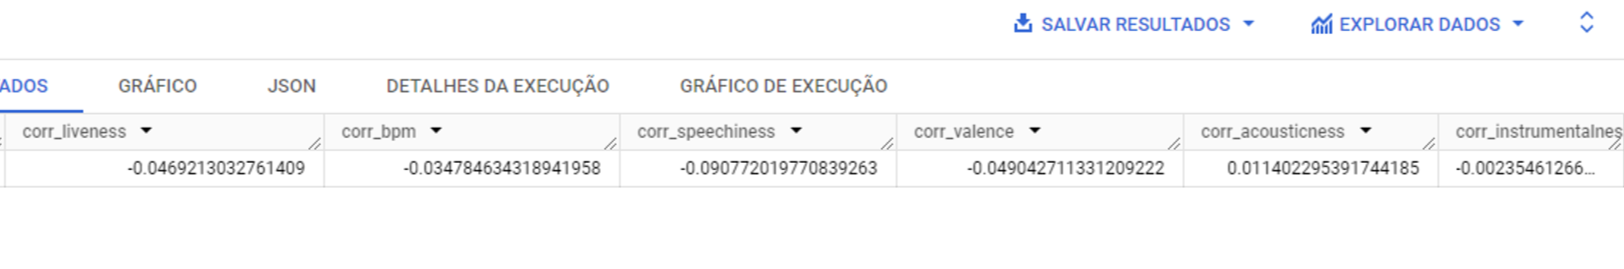 SALVAR RESULTADOS EXPLORAR DADOS
ADOS GRÁFICO JSON DETALHES DA EXECUÇÃO GRÁFICO DE EXECUÇÃO
corr_liveness corr_bpm corr_speechiness corr_valence corr_acousticness corr_instrumentalnes
-0.0469213032761409 -0.034784634318941958 -0.090772019770839263 -0.049042711331209222 0.011402295391744185 -0.00235461266...